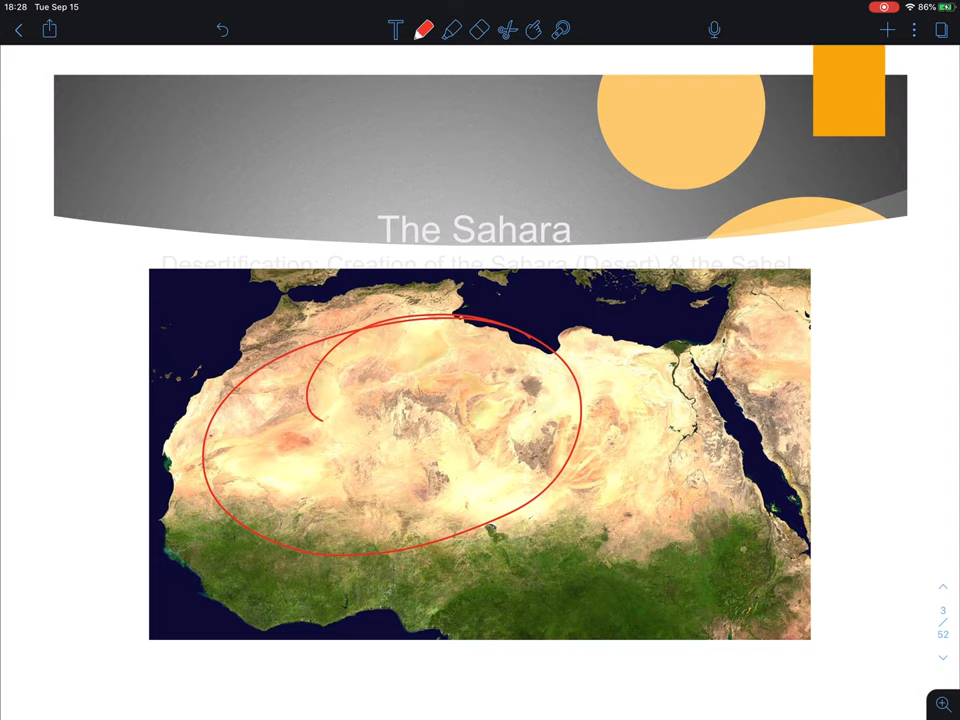 18:28 Tue Sep 15
86%
The Sahara
Desertification: Creation of the Sahara (Desert) & the Sahel
3
/
52